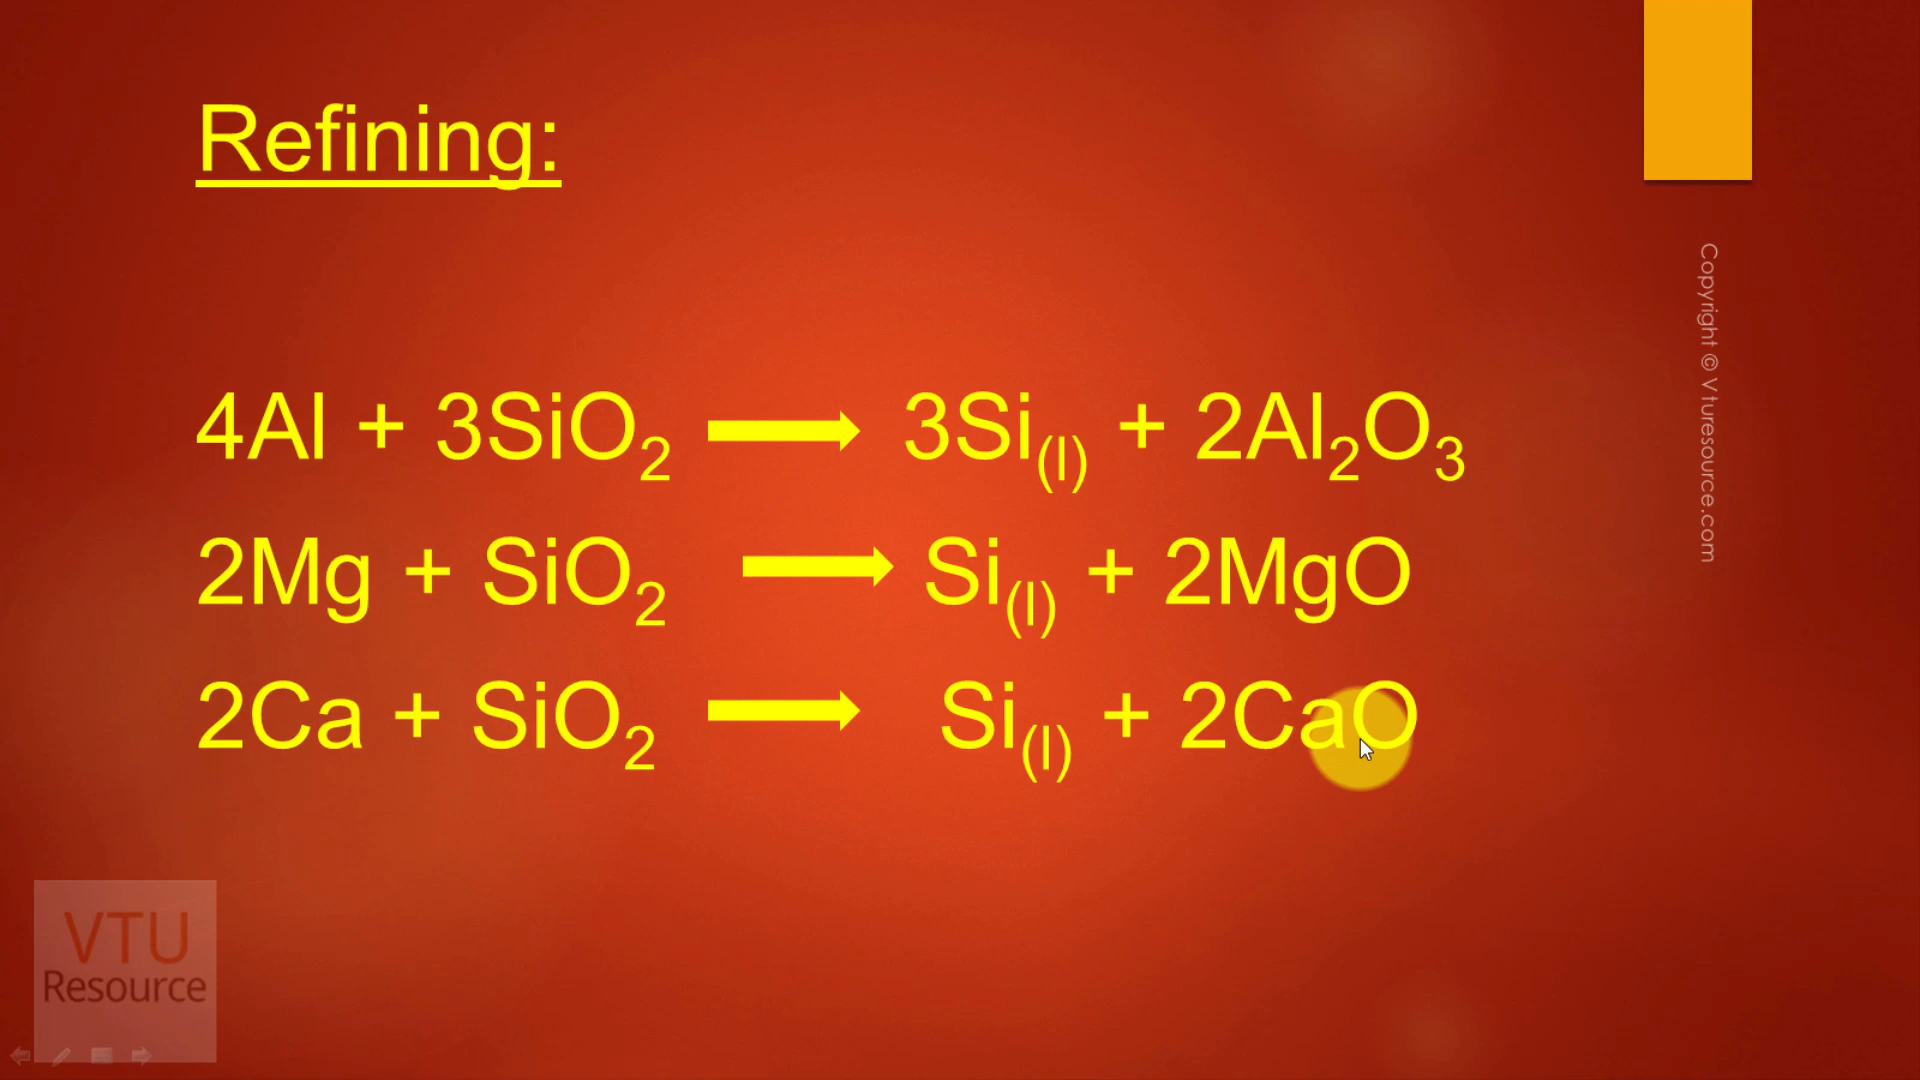 Refining:
4Al + 3SiO₂ ⟶ 3Si₍ₗ₎ + 2Al₂O₃
2Mg + SiO₂ ⟶ Si₍ₗ₎ + 2MgO
2Ca + SiO₂ ⟶ Si₍ₗ₎ + 2CaO
Copyright © Vturesource.com
VTU
Resource